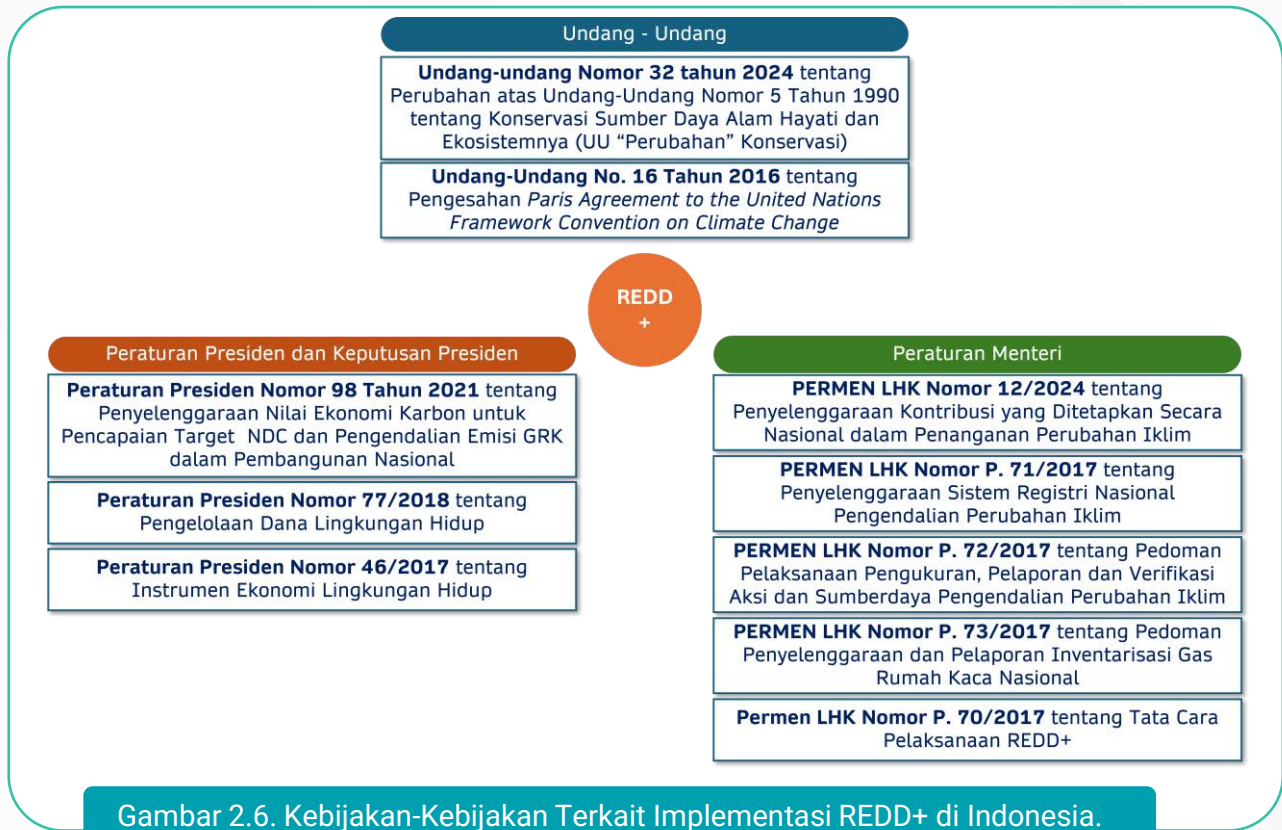 Undang - Undang
Undang-undang Nomor 32 tahun 2024 tentang
Perubahan atas Undang-Undang Nomor 5 Tahun 1990
tentang Konservasi Sumber Daya Alam Hayati dan
Ekosistemnya (UU “Perubahan” Konservasi)
Undang-Undang No. 16 Tahun 2016 tentang
Pengesahan Paris Agreement to the United Nations
Framework Convention on Climate Change
REDD
+
Peraturan Presiden dan Keputusan Presiden
Peraturan Presiden Nomor 98 Tahun 2021 tentang
Penyelenggaraan Nilai Ekonomi Karbon untuk
Pencapaian Target NDC dan Pengendalian Emisi GRK
dalam Pembangunan Nasional
Peraturan Presiden Nomor 77/2018 tentang
Pengelolaan Dana Lingkungan Hidup
Peraturan Presiden Nomor 46/2017 tentang
Instrumen Ekonomi Lingkungan Hidup
Peraturan Menteri
PERMEN LHK Nomor 12/2024 tentang
Penyelenggaraan Kontribusi yang Ditetapkan Secara
Nasional dalam Penanganan Perubahan Iklim
PERMEN LHK Nomor P. 71/2017 tentang
Penyelenggaraan Sistem Registri Nasional
Pengendalian Perubahan Iklim
PERMEN LHK Nomor P. 72/2017 tentang Pedoman
Pelaksanaan Pengukuran, Pelaporan dan Verifikasi
Aksi dan Sumberdaya Pengendalian Perubahan Iklim
PERMEN LHK Nomor P. 73/2017 tentang Pedoman
Penyelenggaraan dan Pelaporan Inventarisasi Gas
Rumah Kaca Nasional
Permen LHK Nomor P. 70/2017 tentang Tata Cara
Pelaksanaan REDD+
Gambar 2.6. Kebijakan-Kebijakan Terkait Implementasi REDD+ di Indonesia.